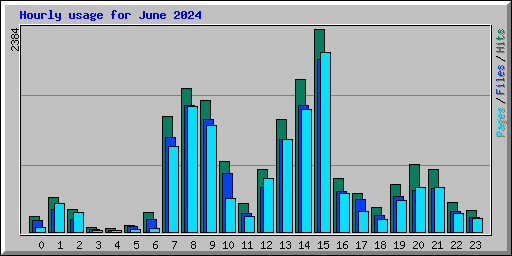 Hourly usage for June 2024
2384
Pages/Files/Hits
0 1 2 3 4 5 6 7 8 9 10 11 12 13 14 15 16 17 18 19 20 21 22 23